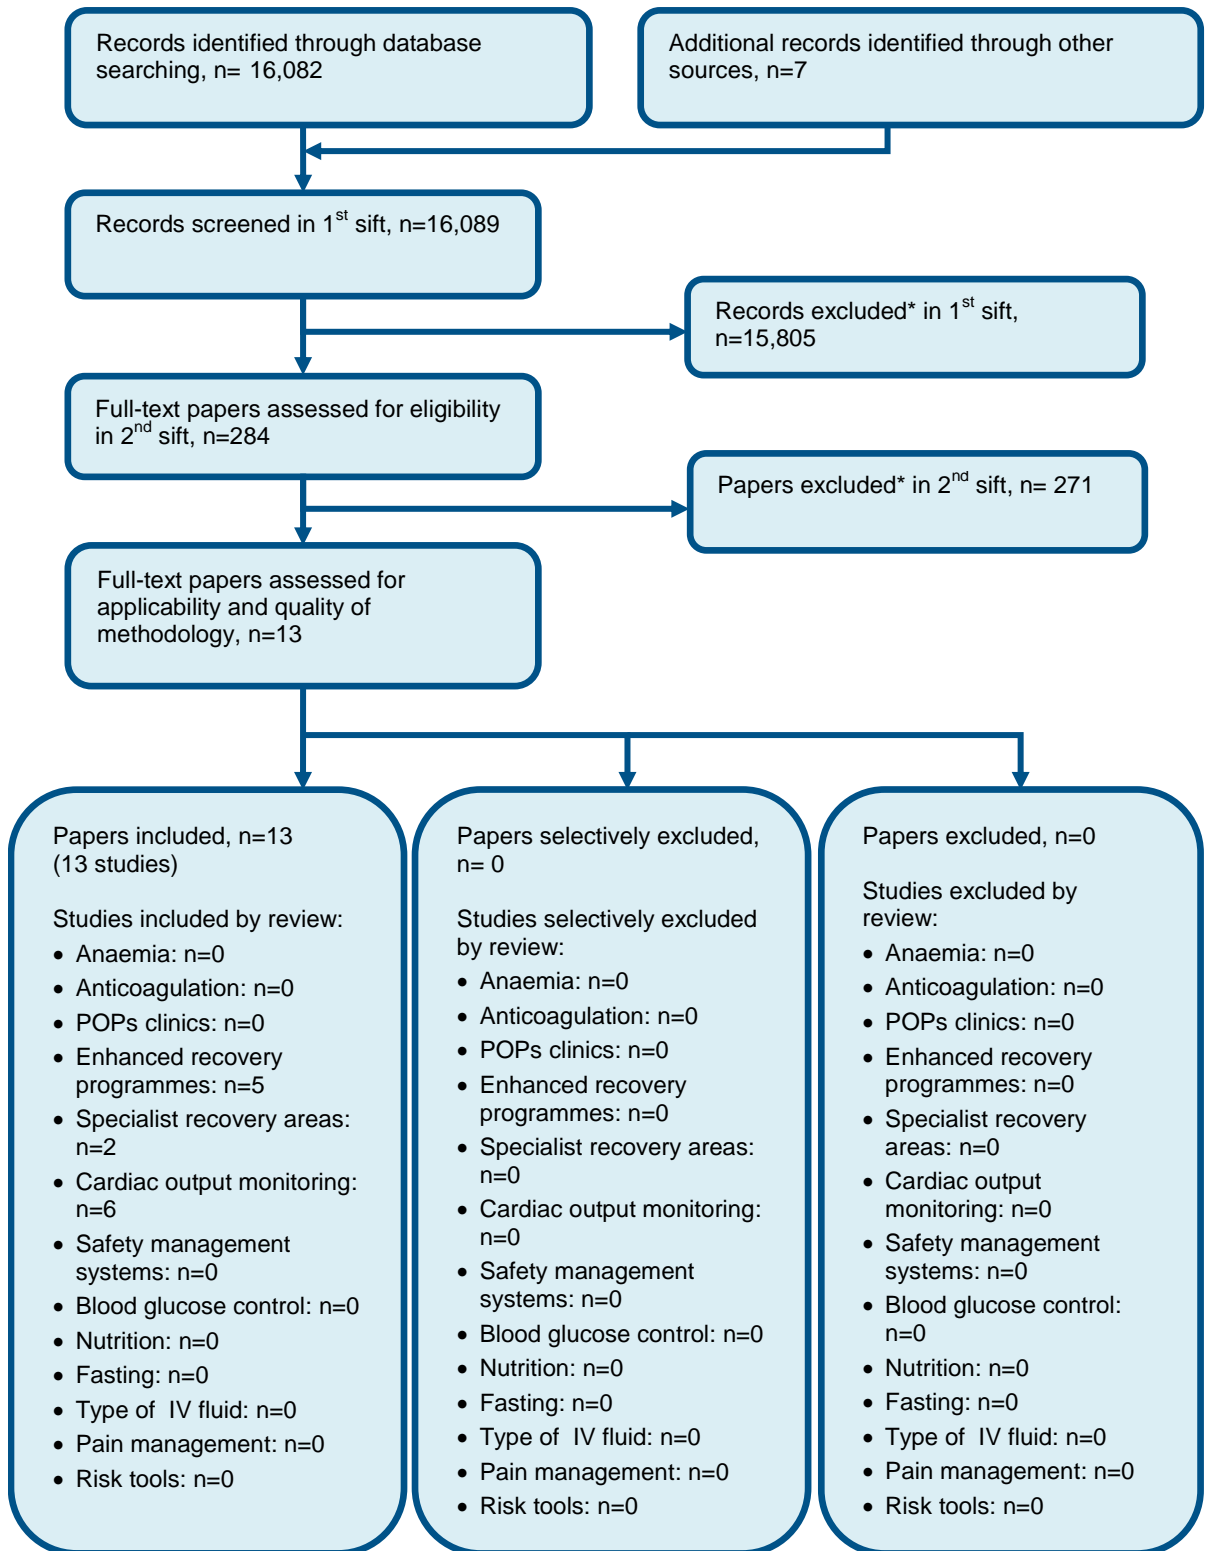 Records identified through database
searching, n= 16,082
Additional records identified through other
sources, n=7
Records screened in 1st sift, n=16,089
Records excluded* in 1st sift,
n=15,805
Full-text papers assessed for eligibility
in 2nd sift, n=284
Papers excluded* in 2nd sift, n= 271
Full-text papers assessed for
applicability and quality of
methodology, n=13
Papers included, n=13
(13 studies)
Studies included by review:
• Anaemia: n=0
• Anticoagulation: n=0
• POPs clinics: n=0
• Enhanced recovery
programmes: n=5
• Specialist recovery areas:
n=2
• Cardiac output monitoring:
n=6
• Safety management
systems: n=0
• Blood glucose control: n=0
• Nutrition: n=0
• Fasting: n=0
• Type of  IV fluid: n=0
• Pain management: n=0
• Risk tools: n=0
Papers selectively excluded,
n= 0
Studies selectively excluded
by review:
• Anaemia: n=0
• Anticoagulation: n=0
• POPs clinics: n=0
• Enhanced recovery
programmes: n=0
• Specialist recovery areas:
n=0
• Cardiac output monitoring:
n=0
• Safety management
systems: n=0
• Blood glucose control: n=0
• Nutrition: n=0
• Fasting: n=0
• Type of  IV fluid: n=0
• Pain management: n=0
• Risk tools: n=0
Papers excluded, n=0
Studies excluded by
review:
• Anaemia: n=0
• Anticoagulation: n=0
• POPs clinics: n=0
• Enhanced recovery
programmes: n=0
• Specialist recovery
areas: n=0
• Cardiac output
monitoring: n=0
• Safety management
systems: n=0
• Blood glucose control:
n=0
• Nutrition: n=0
• Fasting: n=0
• Type of  IV fluid: n=0
• Pain management: n=0
• Risk tools: n=0